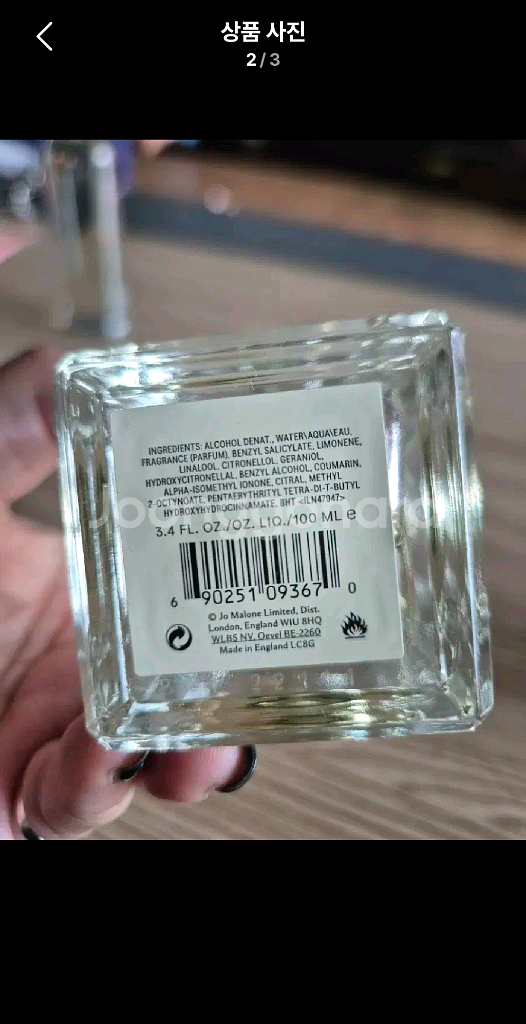 상품 사진
2 / 3
INGREDIENTS: ALCOHOL DENAT., WATER\AQUA\EAU,
FRAGRANCE (PARFUM), BENZYL SALICYLATE, LIMONENE,
LINALOOL, CITRONELLOL, GERANIOL,
HYDROXYCITRONELLAL, BENZYL ALCOHOL, COUMARIN,
ALPHA-ISOMETHYL IONONE, CITRAL, METHYL
2-OCTYNOATE, PENTAERYTHRITYL TETRA-DI-T-BUTYL
HYDROXYHYDROCINNAMATE, BHT <ILN47947>
3.4 FL. OZ./OZ. LIQ./100 ML e
6 90251 09367 0
© Jo Malone Limited, Dist.
London, England W1U 8HQ
WLBS NV, Oevel BE-2260
Made in England LC8G